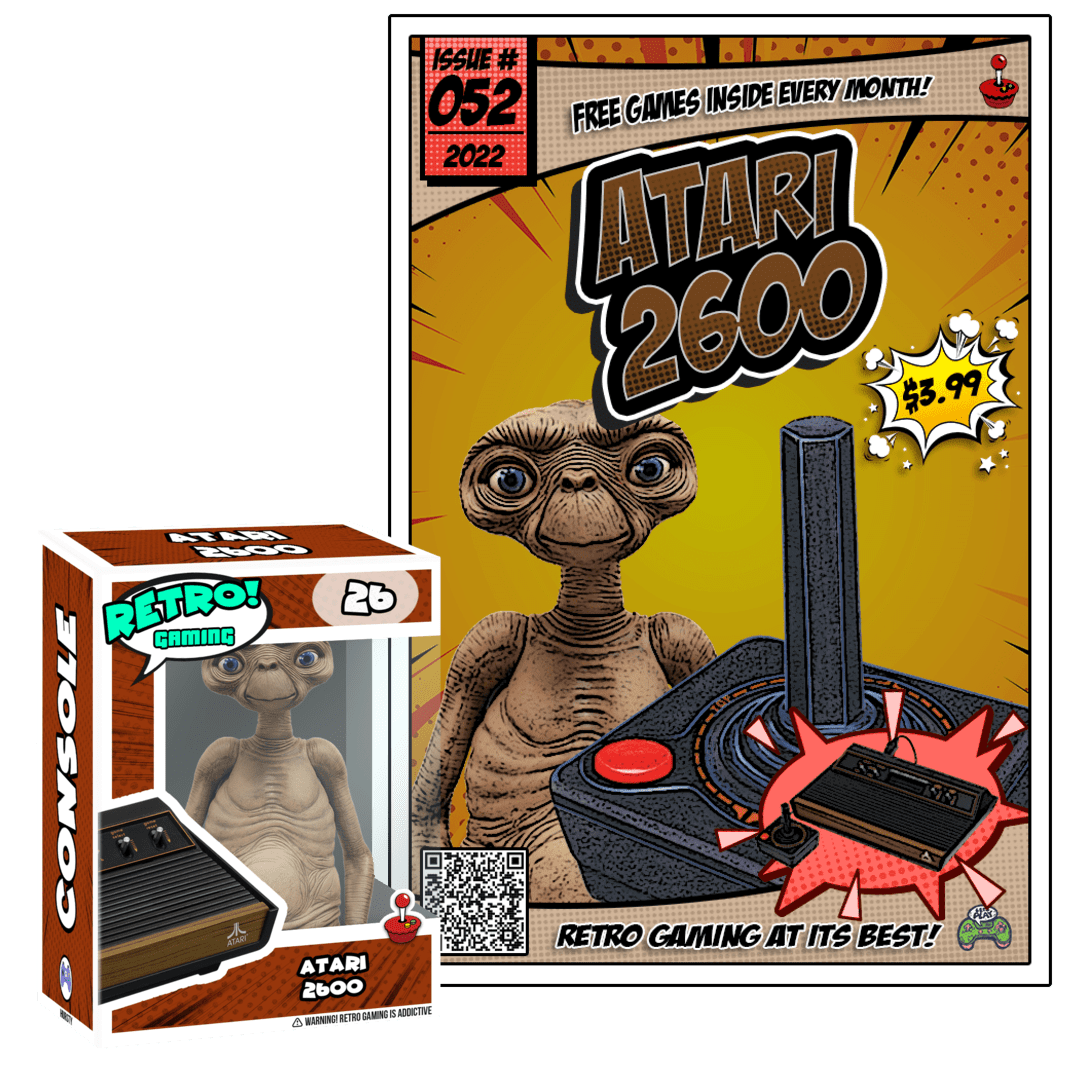 ISSUE #
052
2022
FREE GAMES INSIDE EVERY MONTH!
ATARI
2600
$3.99
RETRO GAMING AT ITS BEST!
ATARI
2600
RETRO!
GAMING
26
CONSOLE
ATARI
ATARI
2600
WARNING! RETRO GAMING IS ADDICTIVE